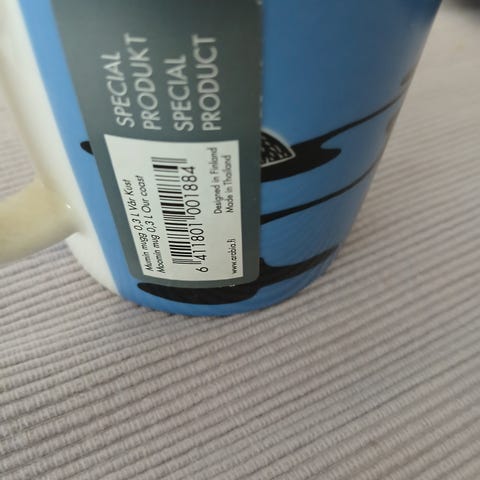 SPECIAL
PRODUKT
SPECIAL
PRODUCT
Mumin mugg 0,3 L Vår Kust
Moomin mug 0,3 L Our coast
6 411801 001884
Designed in Finland
Made in Thailand
www.arabia.fi